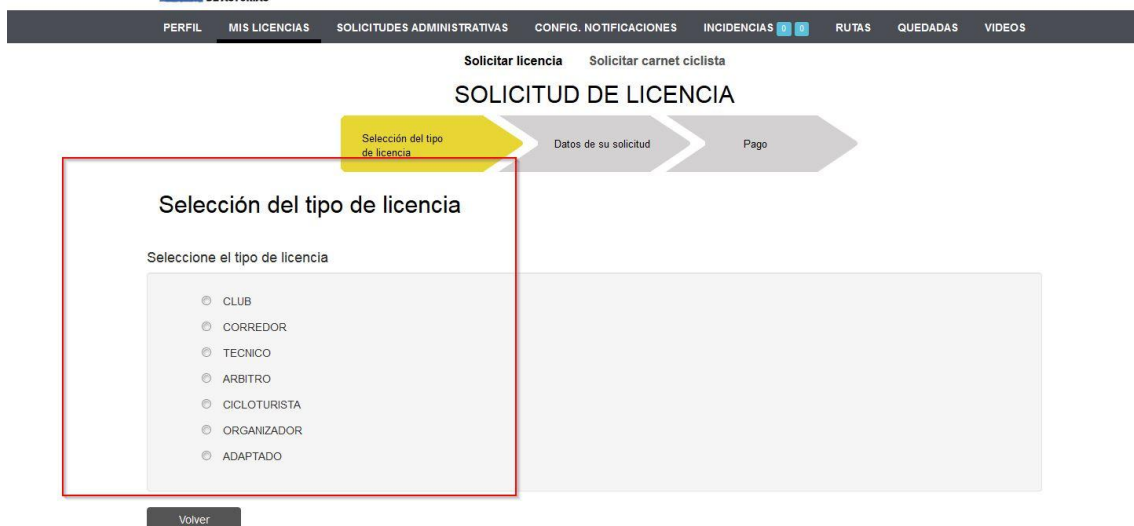 PERFIL MIS LICENCIAS SOLICITUDES ADMINISTRATIVAS CONFIG. NOTIFICACIONES INCIDENCIAS 0 0 RUTAS QUEDADAS VIDEOS
Solicitar licencia Solicitar carnet ciclista
SOLICITUD DE LICENCIA
Selección del tipo
de licencia
Datos de su solicitud
Pago
Selección del tipo de licencia
Seleccione el tipo de licencia
CLUB
CORREDOR
TECNICO
ARBITRO
CICLOTURISTA
ORGANIZADOR
ADAPTADO
Volver